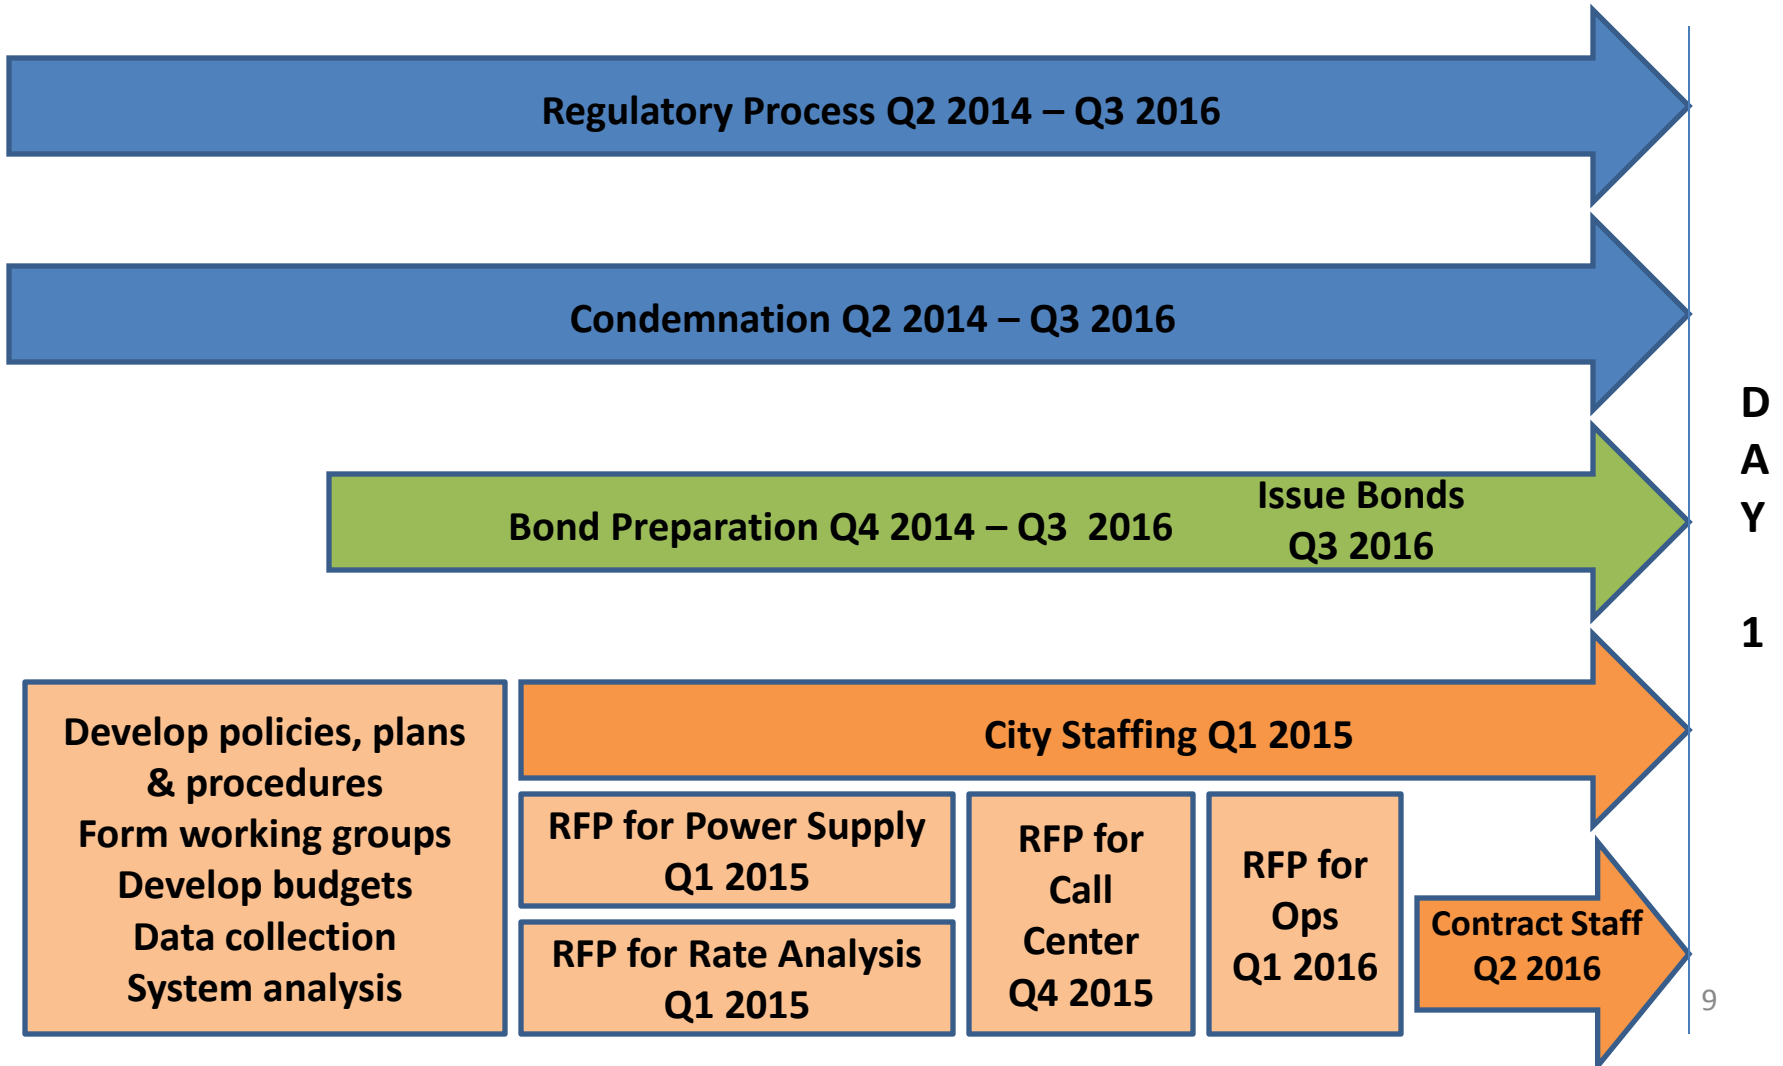 Regulatory Process Q2 2014 – Q3 2016
Condemnation Q2 2014 – Q3 2016
Bond Preparation Q4 2014 – Q3  2016
Issue Bonds
Q3 2016
D
A
Y
1
Develop policies, plans
& procedures
Form working groups
Develop budgets
Data collection
System analysis
City Staffing Q1 2015
RFP for Power Supply
Q1 2015
RFP for Rate Analysis
Q1 2015
RFP for
Call
Center
Q4 2015
RFP for
Ops
Q1 2016
Contract Staff
Q2 2016
9